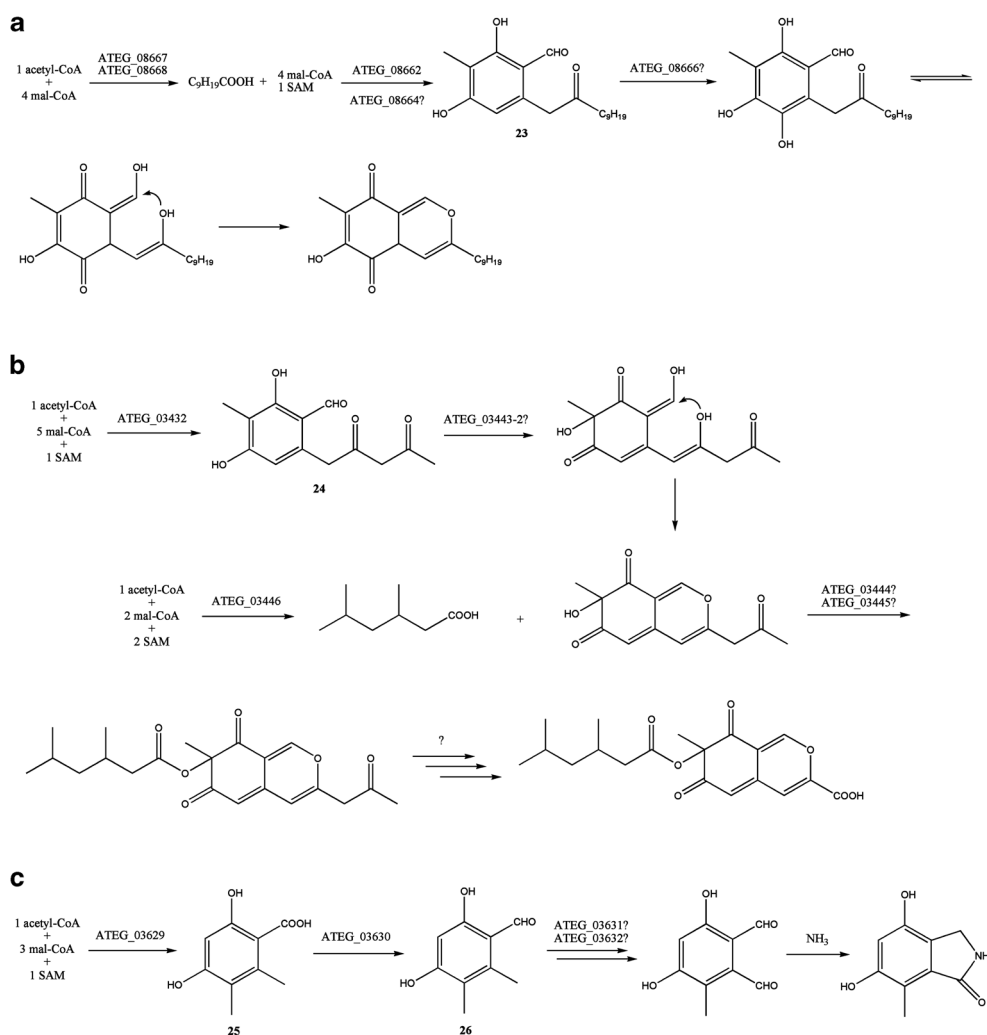 a
1 acetyl-CoA
+
4 mal-CoA
ATEG_08667
ATEG_08668
C9H19COOH + 4 mal-CoA
1 SAM
ATEG_08662
ATEG_08664?
OH
CHO
O
HO
C9H19
23
ATEG_08666?
OH
CHO
O
HO
OH
C9H19
O
OH
OH
HO
O
C9H19
O
O
HO
O
C9H19
b
1 acetyl-CoA
+
5 mal-CoA
+
1 SAM
ATEG_03432
OH
CHO
O
O
HO
24
ATEG_03443-2?
O
OH
OH
O
HO
O
1 acetyl-CoA
+
2 mal-CoA
+
2 SAM
ATEG_03446
COOH
+
O
O
O
HO
O
ATEG_03444?
ATEG_03445?
O
O
O
O
O
O
?
O
O
O
O
O
COOH
c
1 acetyl-CoA
+
3 mal-CoA
+
1 SAM
ATEG_03629
OH
COOH
HO
25
ATEG_03630
OH
CHO
HO
26
ATEG_03631?
ATEG_03632?
OH
CHO
CHO
HO
NH3
OH
NH
HO
O